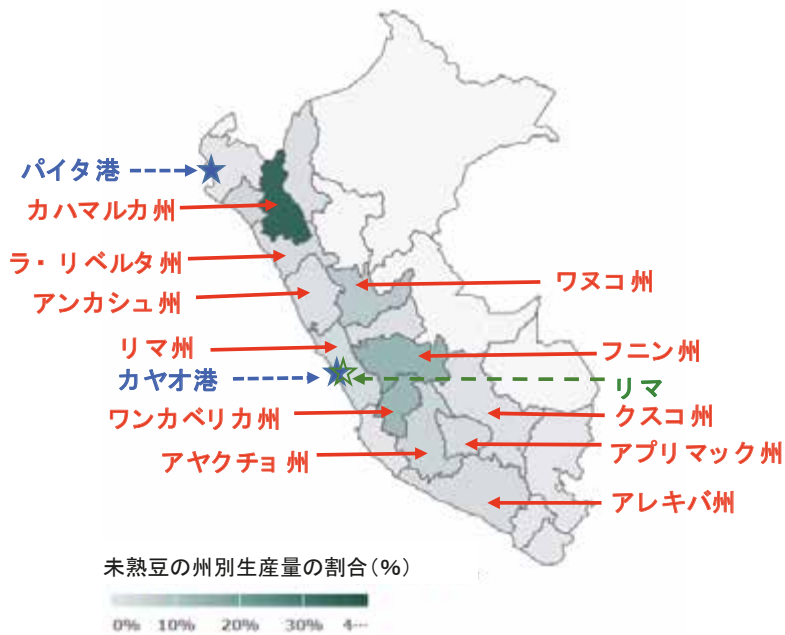 パイタ港
カハマルカ州
ラ・リベルタ州
アンカシュ州
ワヌコ州
リマ州
フニン州
カヤオ港
リマ
ワンカベリカ州
クスコ州
アヤクチョ州
アプリマック州
アレキパ州
未熟豆の州別生産量の割合(%)
0% 10% 20% 30% 4…